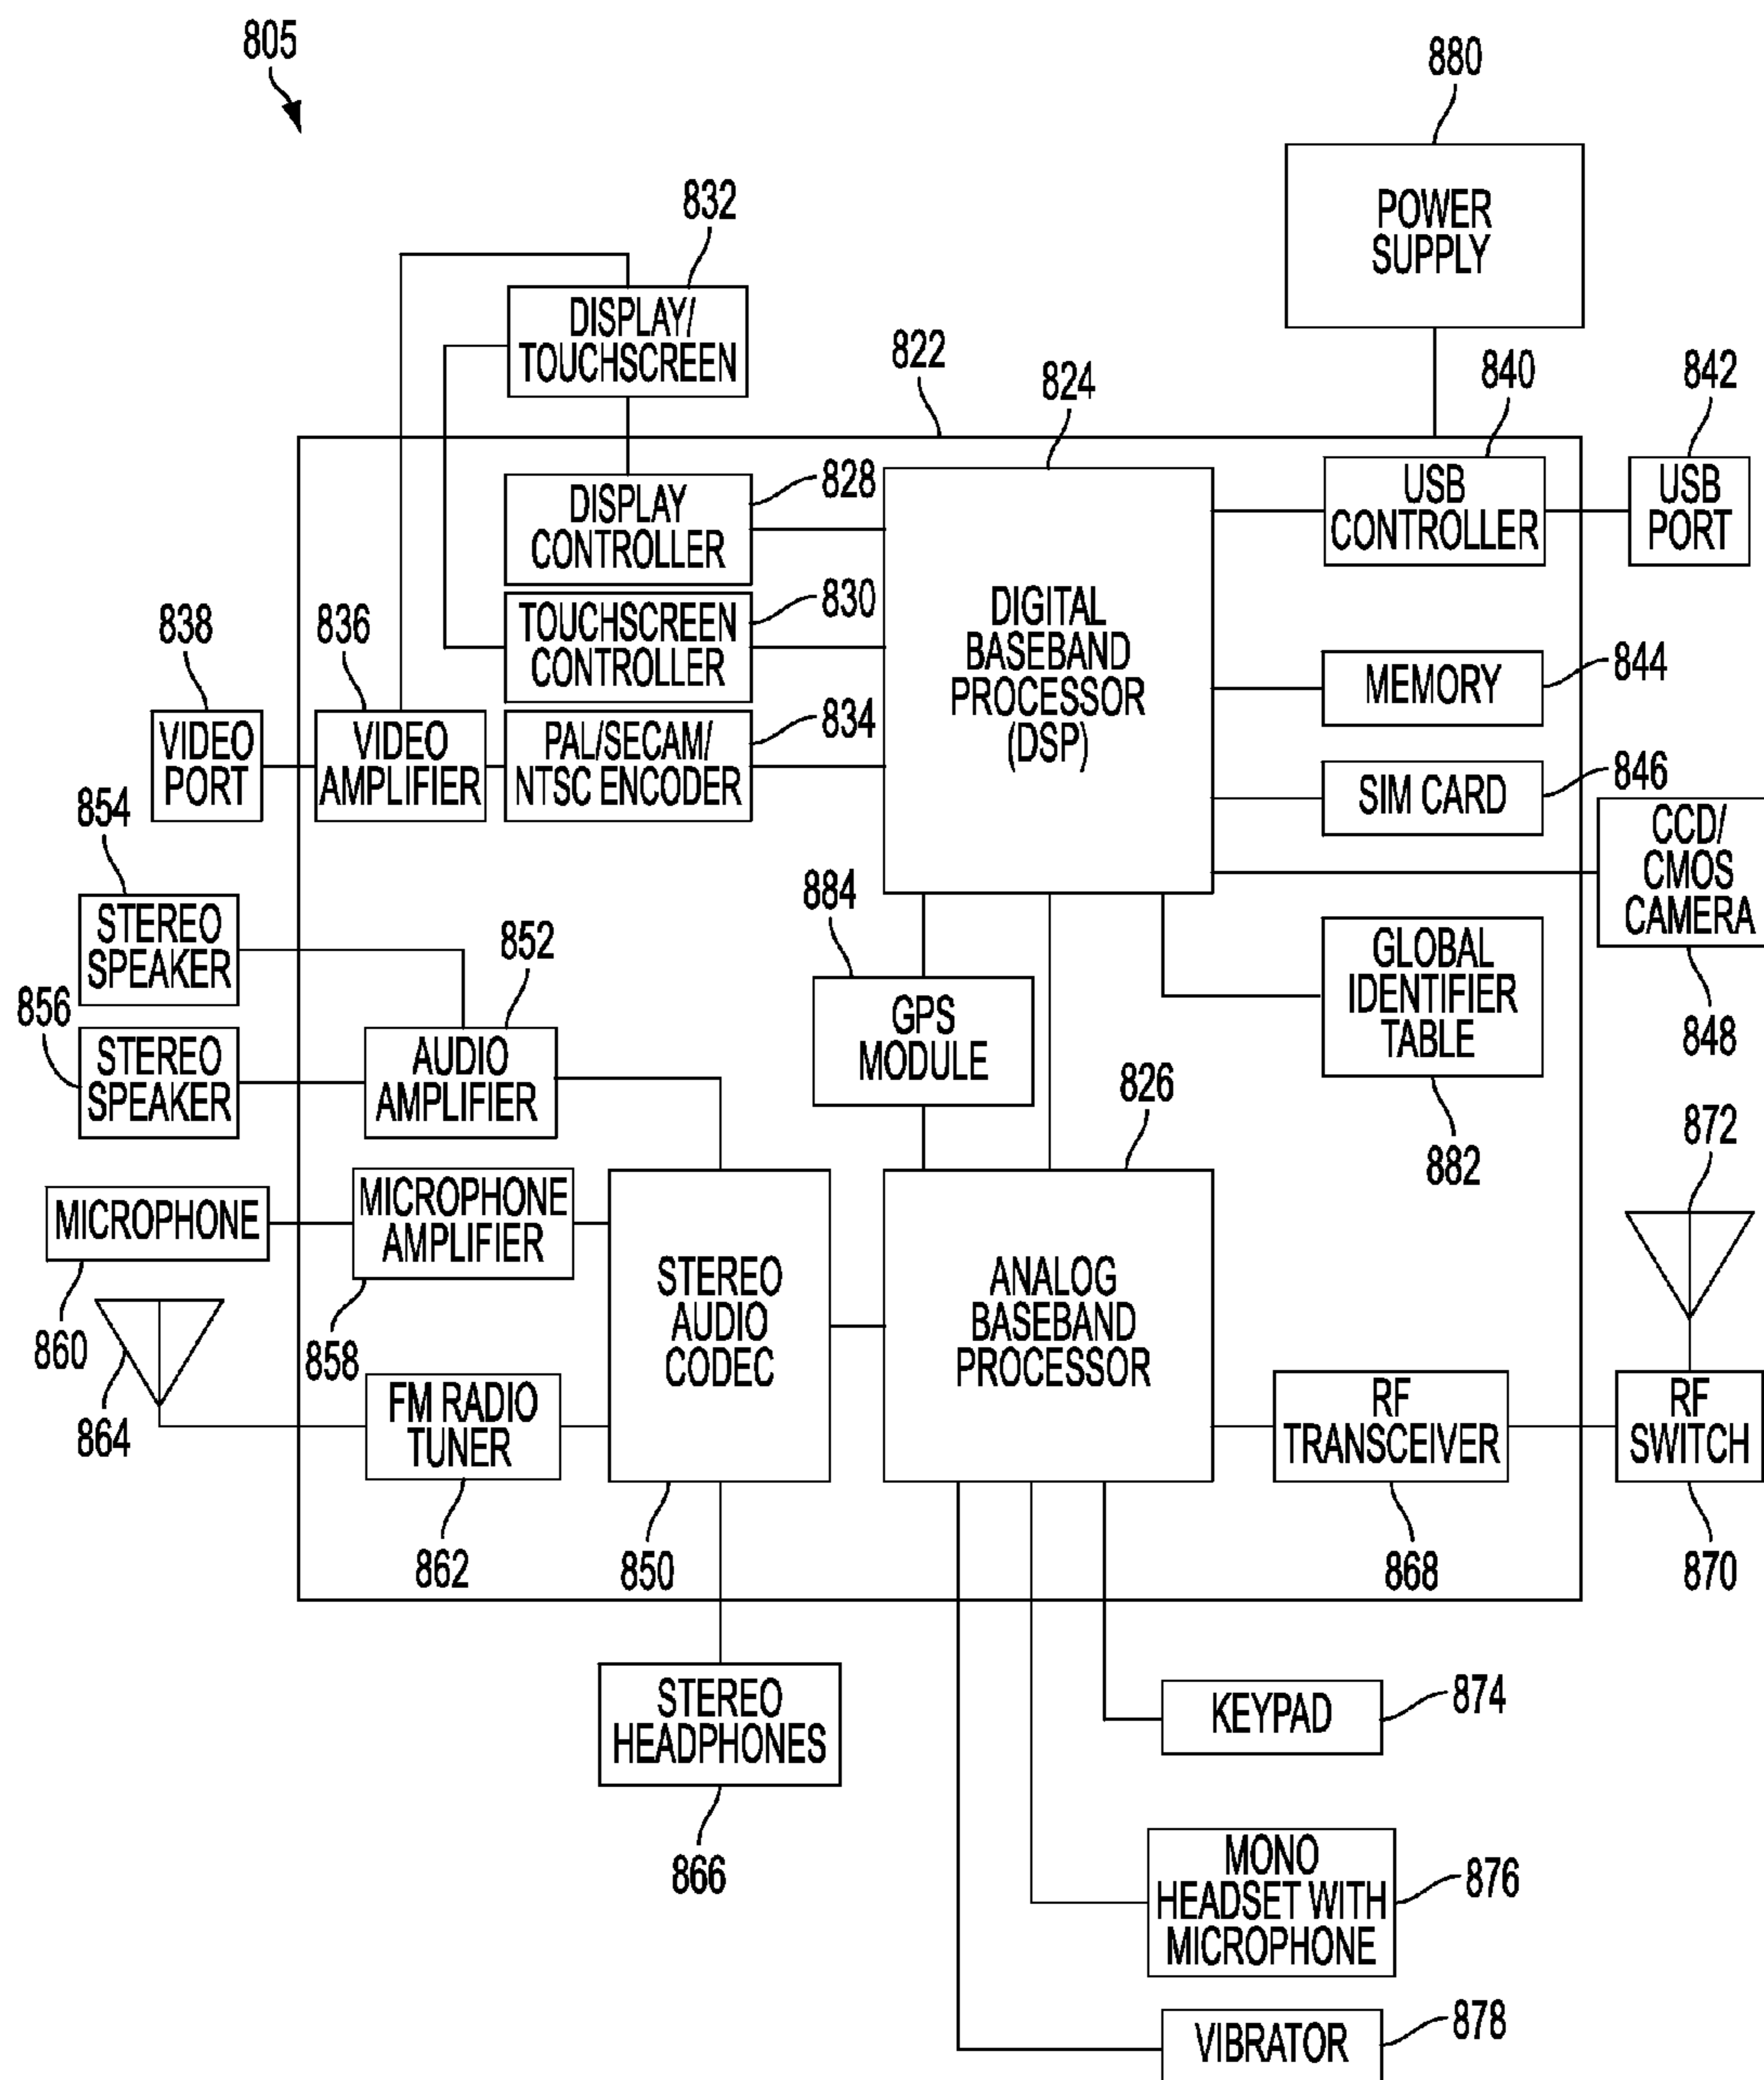 805
880
POWER
SUPPLY
832
DISPLAY/
TOUCHSCREEN
822
824
840
842
828
DISPLAY
CONTROLLER
USB
CONTROLLER
USB
PORT
830
TOUCHSCREEN
CONTROLLER
DIGITAL
BASEBAND
PROCESSOR
(DSP)
838
836
MEMORY
844
VIDEO
PORT
VIDEO
AMPLIFIER
PAL/SECAM/
NTSC ENCODER
834
SIM CARD
846
854
CCD/
CMOS
CAMERA
848
STEREO
SPEAKER
852
884
GPS
MODULE
GLOBAL
IDENTIFIER
TABLE
882
856
STEREO
SPEAKER
AUDIO
AMPLIFIER
826
872
MICROPHONE
860
MICROPHONE
AMPLIFIER
858
STEREO
AUDIO
CODEC
ANALOG
BASEBAND
PROCESSOR
864
FM RADIO
TUNER
RF
TRANSCEIVER
RF
SWITCH
862
850
868
870
STEREO
HEADPHONES
866
KEYPAD
874
MONO
HEADSET WITH
MICROPHONE
876
VIBRATOR
878